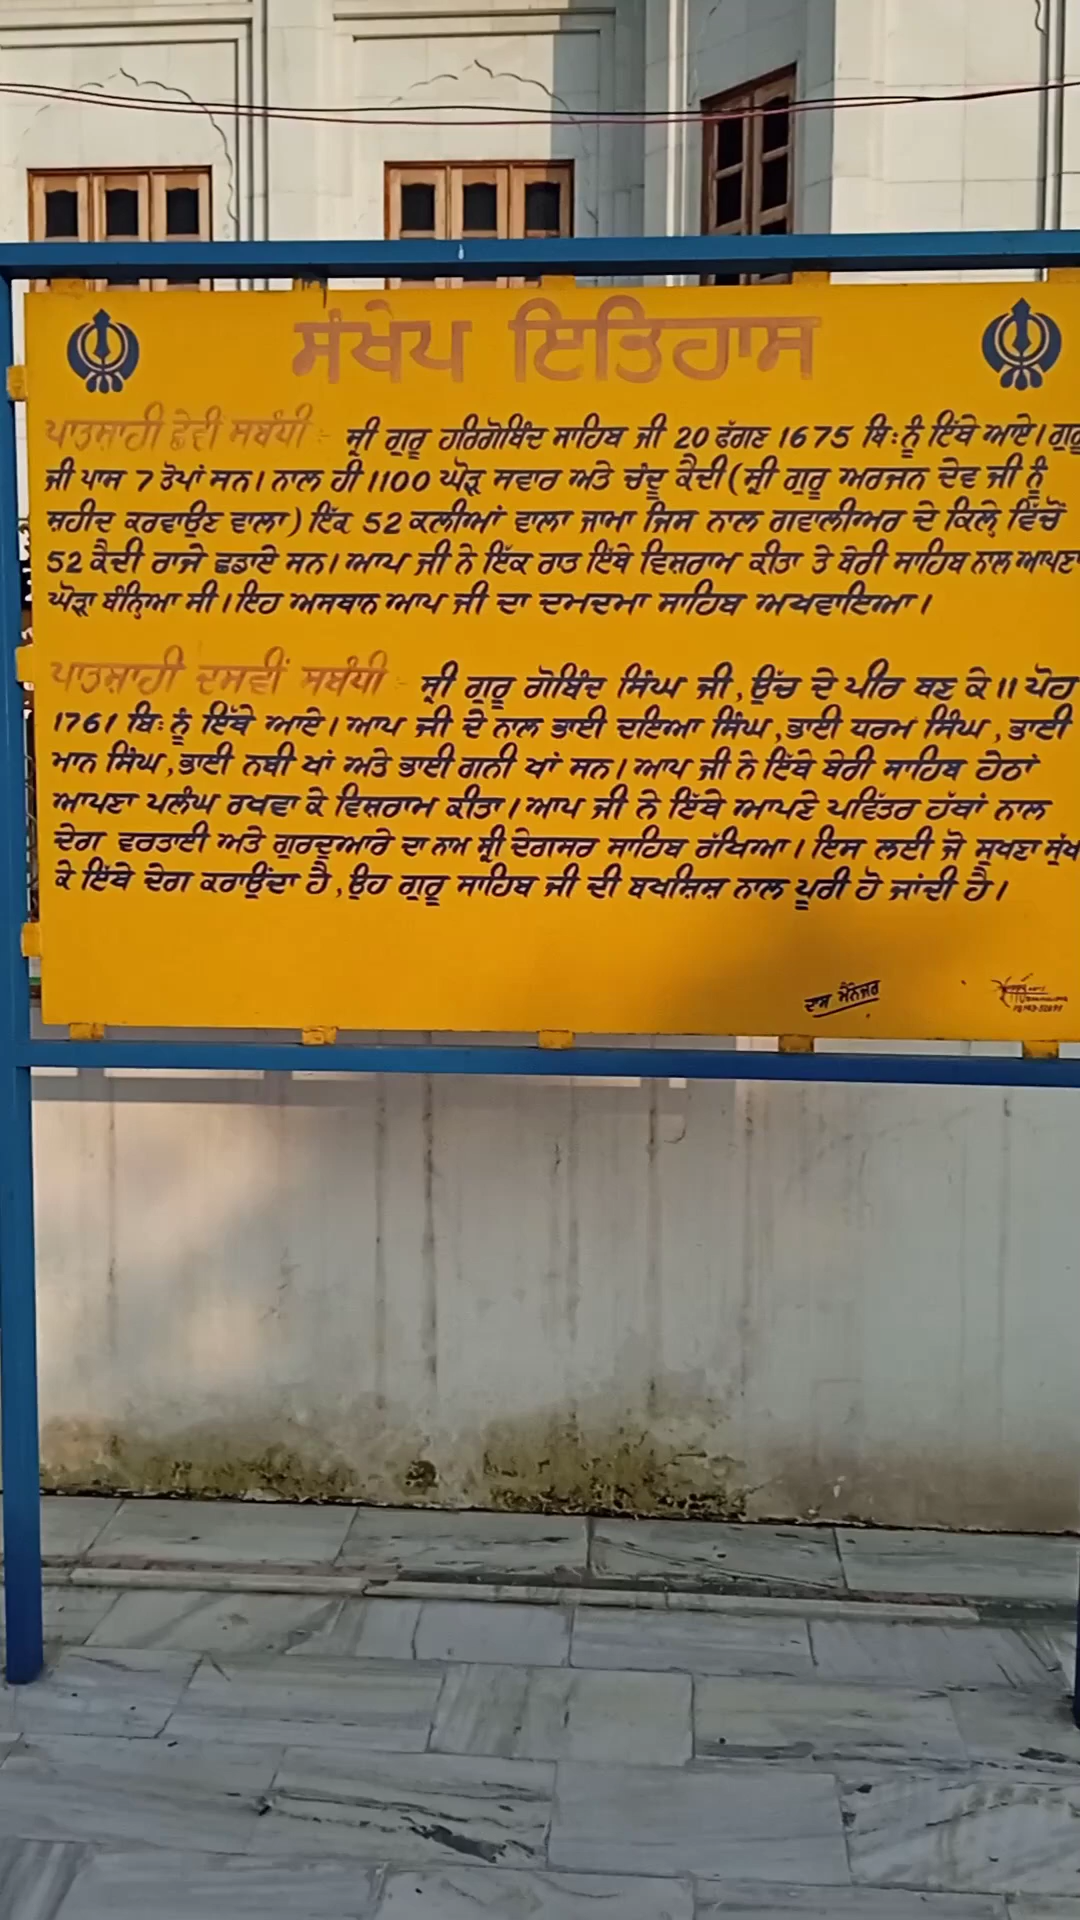 ਸੰਖੇਪ ਇਤਿਹਾਸ
ਪਾਤਸ਼ਾਹੀ ਛੇਵੀਂ ਸਬੰਧੀ ਸ੍ਰੀ ਗੁਰੂ ਹਰਿਗੋਬਿੰਦ ਸਾਹਿਬ ਜੀ 20 ਫੱਗਣ 1675 ਬਿ: ਨੂੰ ਇੱਥੇ ਆਏ। ਗੁਰੂ
ਜੀ ਪਾਸ 7 ਤੋਪਾਂ ਸਨ। ਨਾਲ ਹੀ 1100 ਘੋੜ ਸਵਾਰ ਅਤੇ ਚੰਦੂ ਕੈਦੀ (ਸ੍ਰੀ ਗੁਰੂ ਅਰਜਨ ਦੇਵ ਜੀ ਨੂੰ
ਸ਼ਹੀਦ ਕਰਵਾਉਣ ਵਾਲਾ) ਇੱਕ 52 ਕਲੀਆਂ ਵਾਲਾ ਜਾਮਾ ਜਿਸ ਨਾਲ ਗਵਾਲੀਅਰ ਦੇ ਕਿਲ੍ਹੇ ਵਿੱਚੋਂ
52 ਕੈਦੀ ਰਾਜੇ ਛਡਾਏ ਸਨ। ਆਪ ਜੀ ਨੇ ਇੱਕ ਰਾਤ ਇੱਥੇ ਵਿਸ਼ਰਾਮ ਕੀਤਾ ਤੇ ਬੇਰੀ ਸਾਹਿਬ ਨਾਲ ਆਪਣਾ
ਘੋੜਾ ਬੰਨ੍ਹਿਆ ਸੀ। ਇਹ ਅਸਥਾਨ ਆਪ ਜੀ ਦਾ ਦਮਦਮਾ ਸਾਹਿਬ ਅਖਵਾਇਆ।
ਪਾਤਸ਼ਾਹੀ ਦਸਵੀਂ ਸਬੰਧੀ ਸ੍ਰੀ ਗੁਰੂ ਗੋਬਿੰਦ ਸਿੰਘ ਜੀ, ਉੱਚ ਦੇ ਪੀਰ ਬਣ ਕੇ 11 ਪੋਹ
1761 ਬਿ: ਨੂੰ ਇੱਥੇ ਆਏ। ਆਪ ਜੀ ਦੇ ਨਾਲ ਭਾਈ ਦਇਆ ਸਿੰਘ, ਭਾਈ ਧਰਮ ਸਿੰਘ, ਭਾਈ
ਮਾਨ ਸਿੰਘ, ਭਾਈ ਨਬੀ ਖਾਂ ਅਤੇ ਭਾਈ ਗਨੀ ਖਾਂ ਸਨ। ਆਪ ਜੀ ਨੇ ਇੱਥੇ ਬੇਰੀ ਸਾਹਿਬ ਹੇਠਾਂ
ਆਪਣਾ ਪਲੰਘ ਰਖਵਾ ਕੇ ਵਿਸ਼ਰਾਮ ਕੀਤਾ। ਆਪ ਜੀ ਨੇ ਇੱਥੇ ਆਪਣੇ ਪਵਿੱਤਰ ਹੱਥਾਂ ਨਾਲ
ਦੇਗ ਵਰਤਾਈ ਅਤੇ ਗੁਰਦੁਆਰੇ ਦਾ ਨਾਮ ਸ੍ਰੀ ਦੇਗਸਰ ਸਾਹਿਬ ਰੱਖਿਆ। ਇਸ ਲਈ ਜੋ ਸੁਖਣਾ ਸੁੱਖ
ਕੇ ਇੱਥੇ ਦੇਗ ਕਰਾਉਂਦਾ ਹੈ, ਉਹ ਗੁਰੂ ਸਾਹਿਬ ਜੀ ਦੀ ਬਖਸ਼ਿਸ਼ ਨਾਲ ਪੂਰੀ ਹੋ ਜਾਂਦੀ ਹੈ।
ਦਾਸ ਮੈਨੇਜਰ